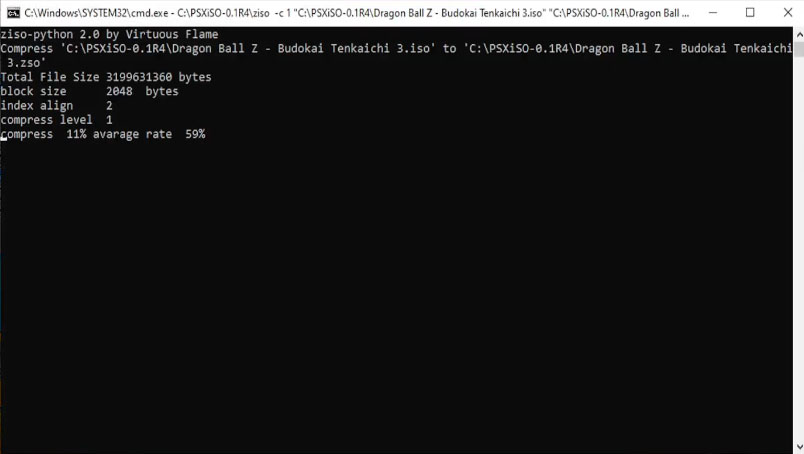 C:\Windows\SYSTEM32\cmd.exe - C:\PSXiSO-0.1R4\ziso -c 1 "C:\PSXiSO-0.1R4\Dragon Ball Z - Budokai Tenkaichi 3.iso" "C:\PSXiSO-0.1R4\Dragon Ball ...
ziso-python 2.0 by Virtuous Flame
Compress 'C:\PSXiSO-0.1R4\Dragon Ball Z - Budokai Tenkaichi 3.iso' to 'C:\PSXiSO-0.1R4\Dragon Ball Z - Budokai Tenkaichi
3.zso'
Total File Size 3199631360 bytes
block size 2048 bytes
index align 2
compress level 1
compress 11% avarage rate 59%